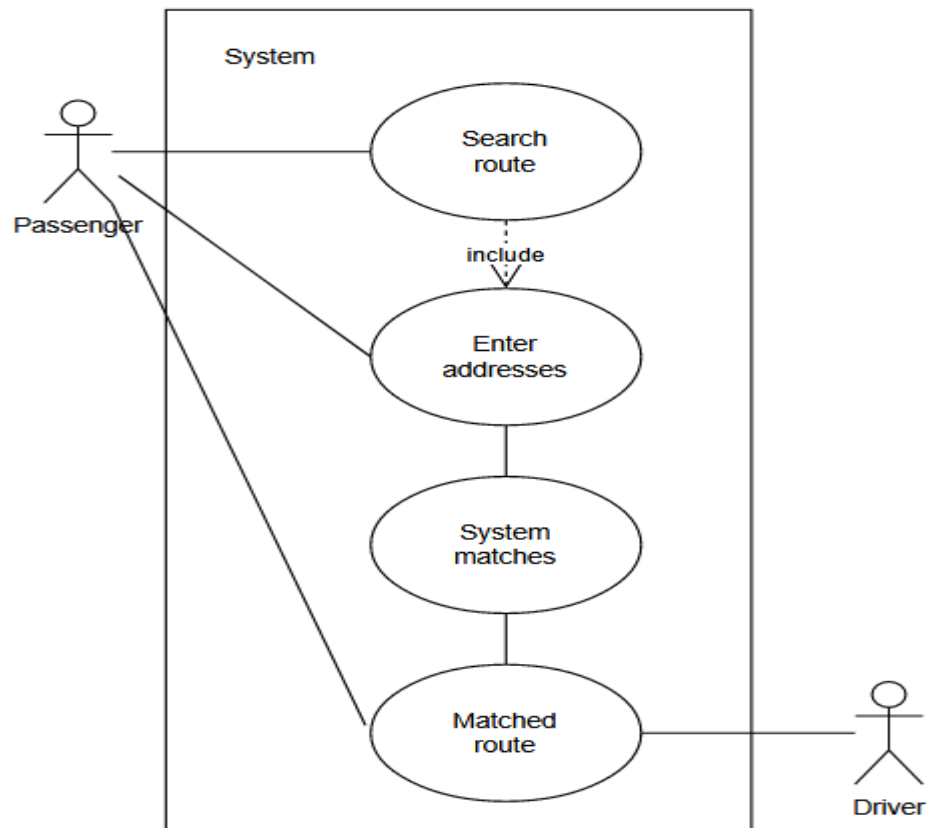 System
Search
route
Passenger
include
Enter
addresses
System
matches
Matched
route
Driver